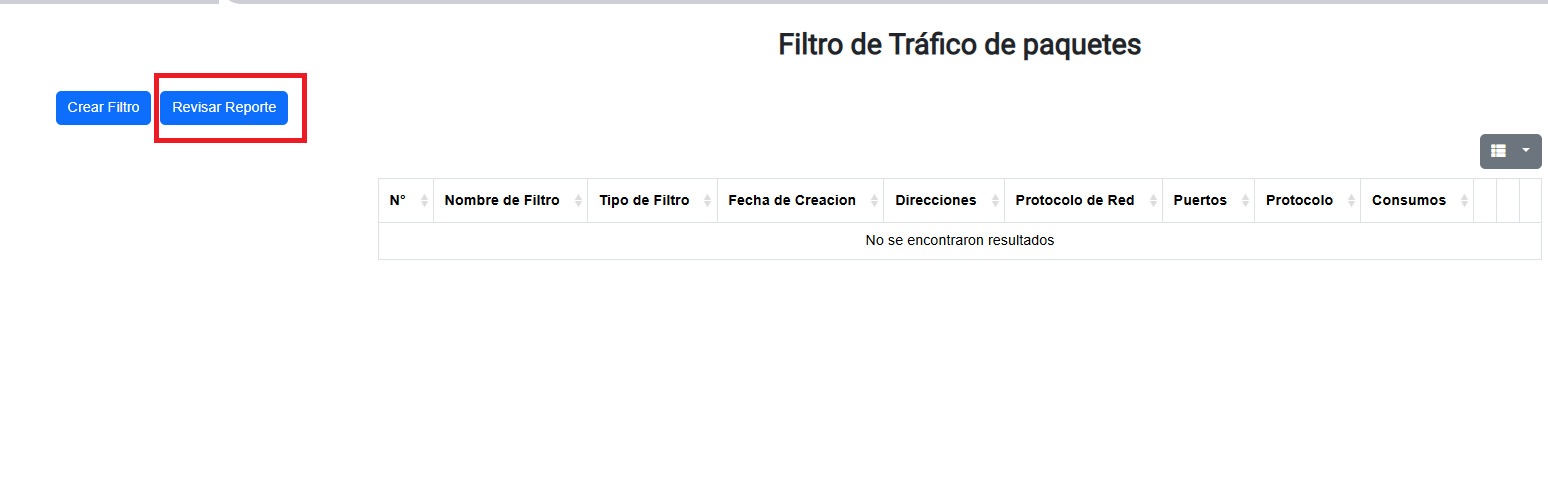 Filtro de Tráfico de paquetes
Crear Filtro Revisar Reporte
N° Nombre de Filtro Tipo de Filtro Fecha de Creacion Direcciones Protocolo de Red Puertos Protocolo Consumos
No se encontraron resultados